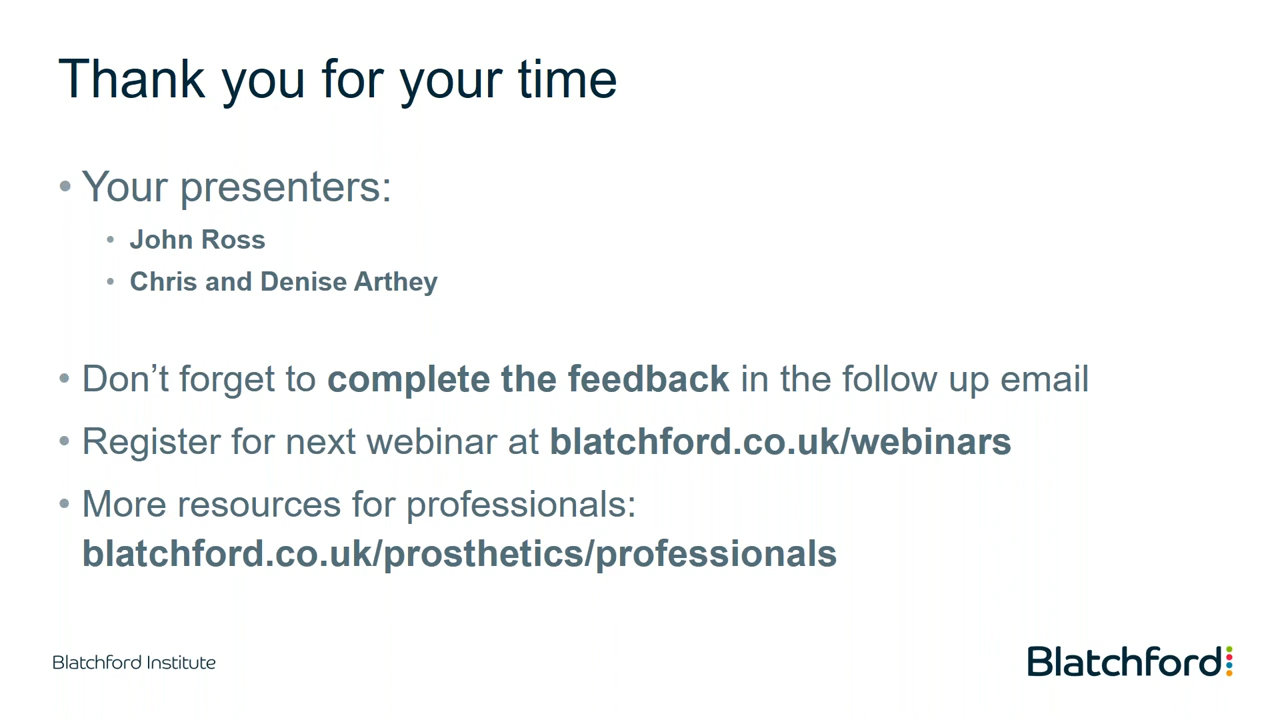 Thank you for your time
• Your presenters:
• John Ross
• Chris and Denise Arthey
• Don’t forget to complete the feedback in the follow up email
• Register for next webinar at blatchford.co.uk/webinars
• More resources for professionals:
blatchford.co.uk/prosthetics/professionals
Blatchford Institute
Blatchford